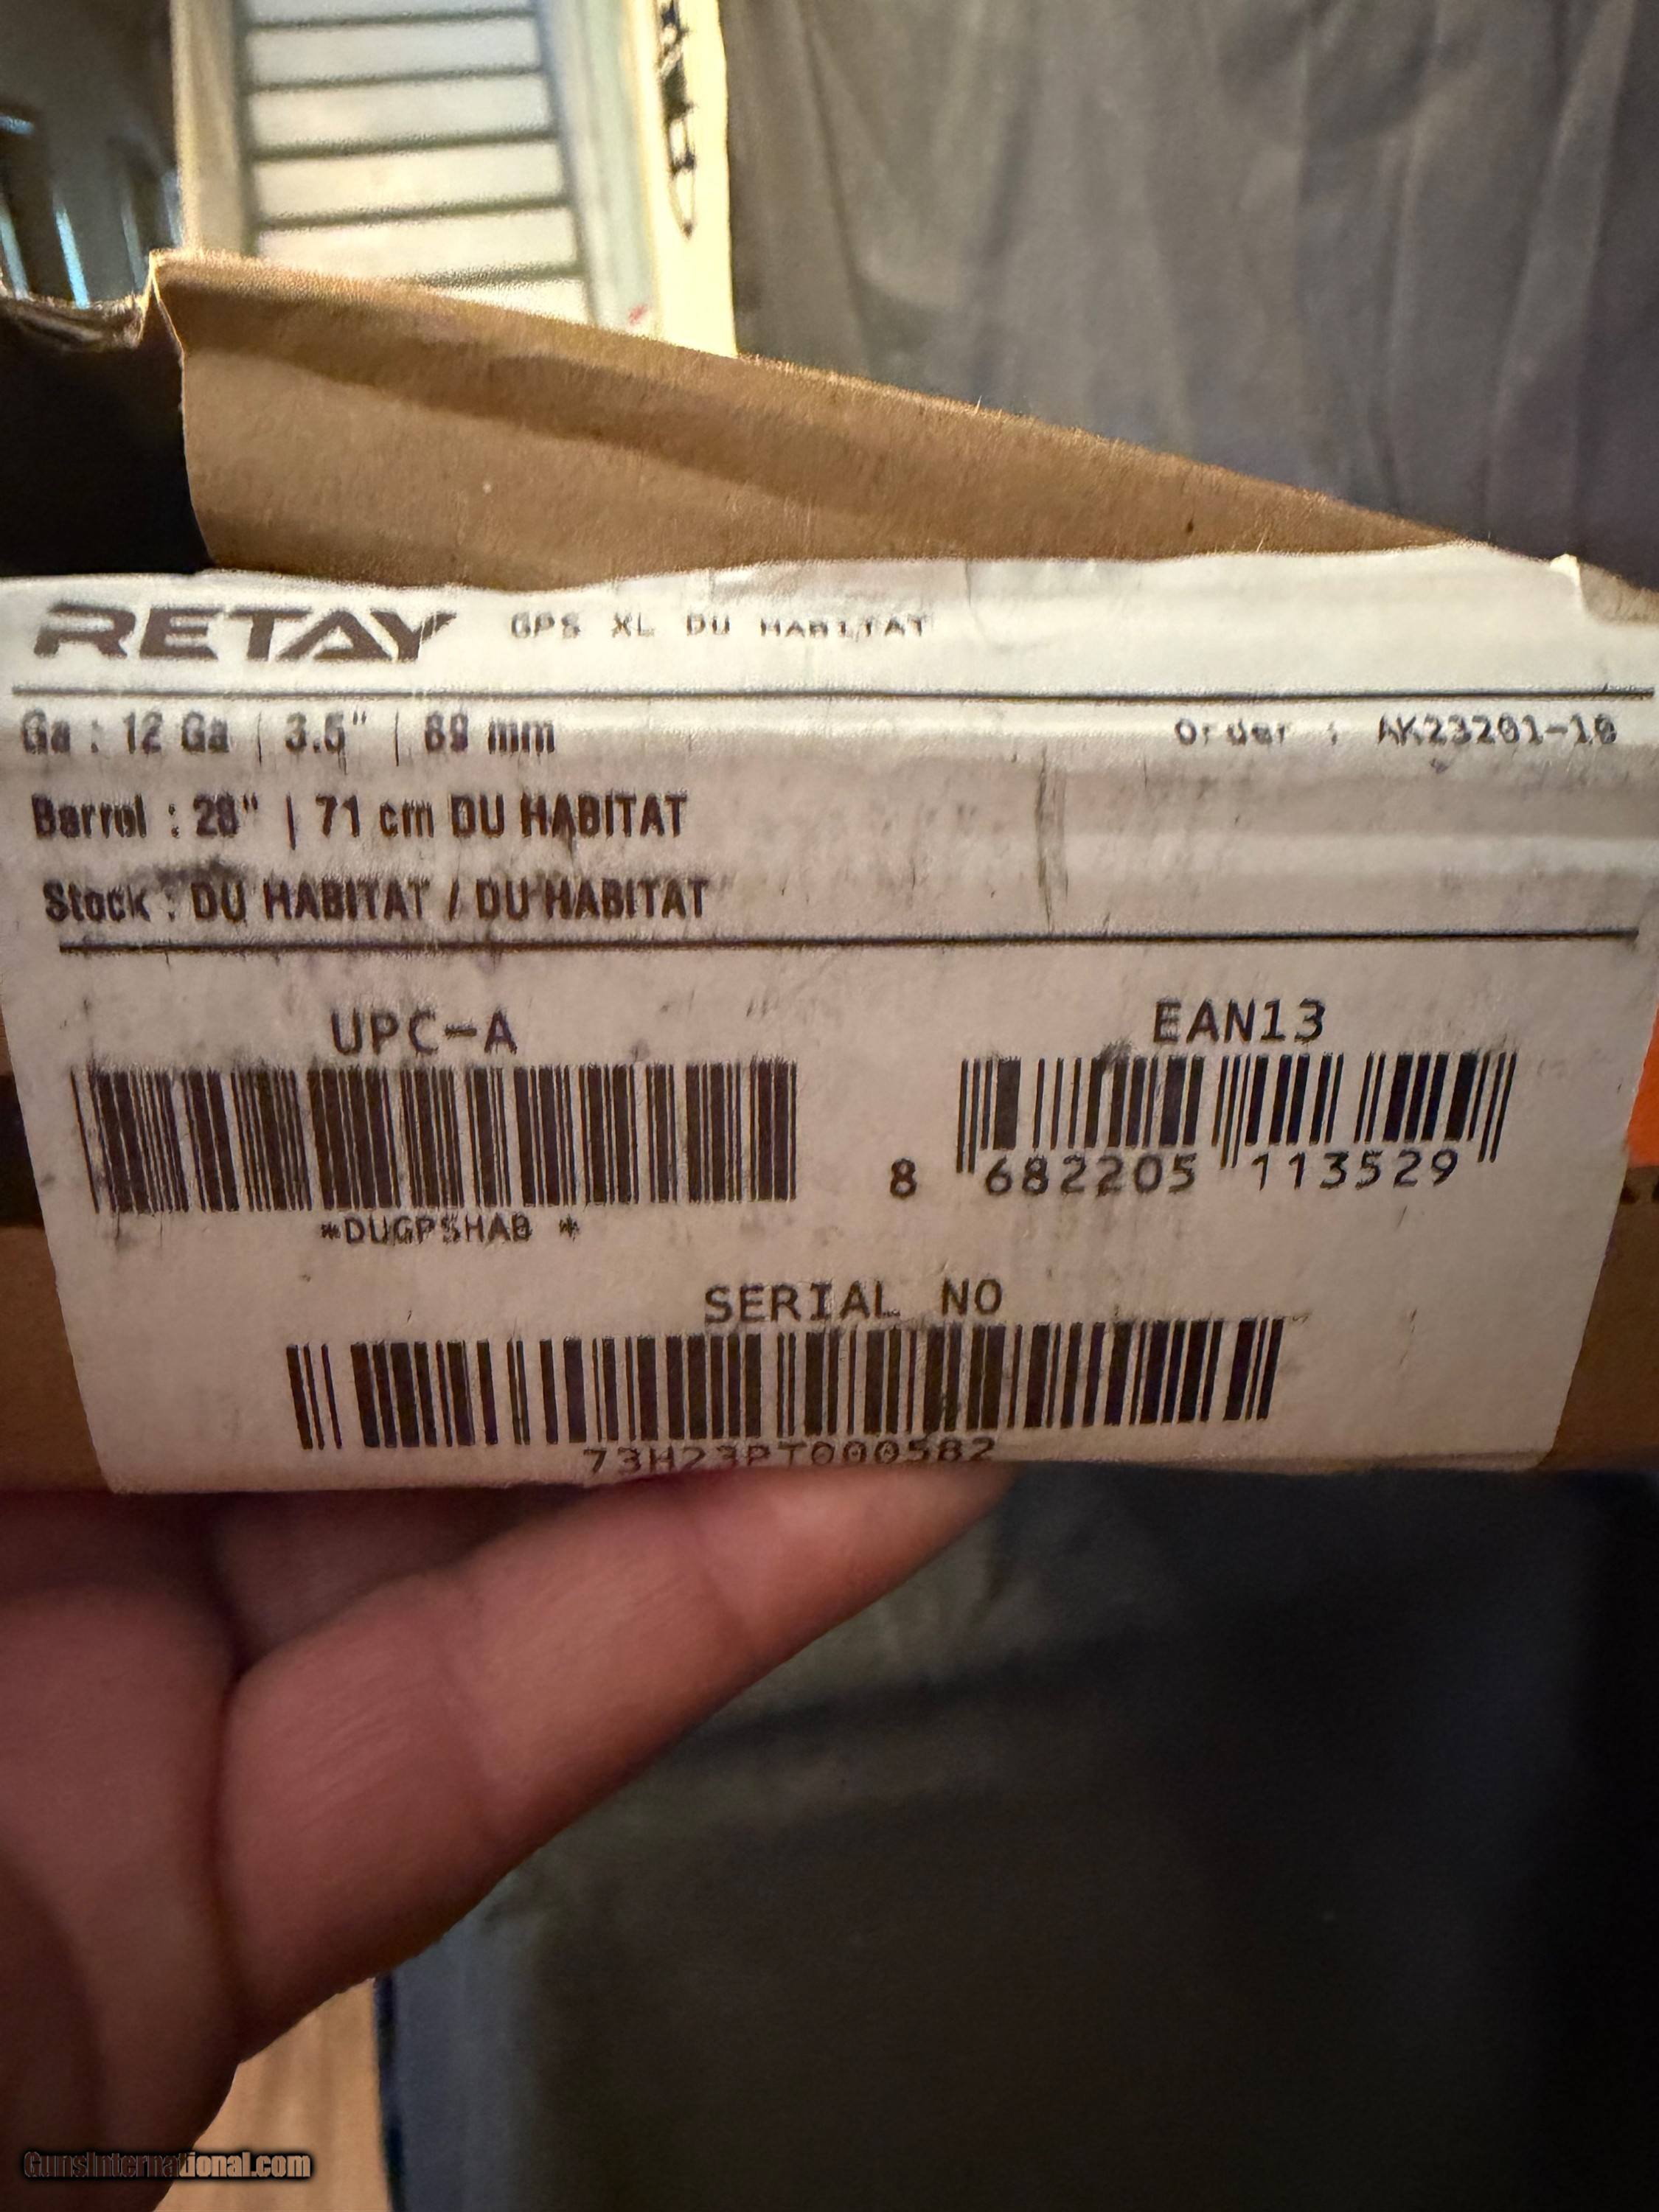 RETAY GPS XL DU HABITAT
Ga : 12 Ga | 3.5" | 89 mm
Order : AK23201-10
Barrel : 28" | 71 cm DU HABITAT
Stock : DU HABITAT / DU HABITAT
UPC-A
EAN13
*DUGPSHAB *
8 682205 113529
SERIAL NO
73H23PT000582
GunsInternational.com